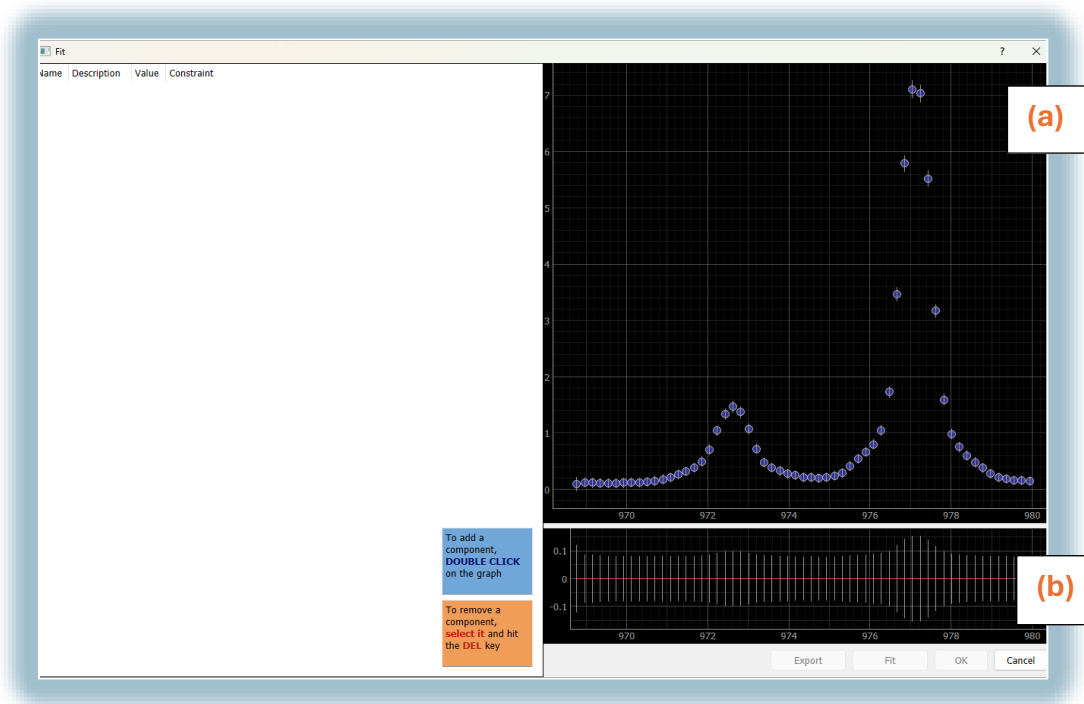 Fit
? ×
Name Description Value Constraint
(a)
7
6
5
4
3
2
1
0
970 972 974 976 978 980
To add a
component,
DOUBLE CLICK
on the graph
To remove a
component,
select it and hit
the DEL key
0.1
0
-0.1
(b)
970 972 974 976 978 980
Export Fit OK Cancel